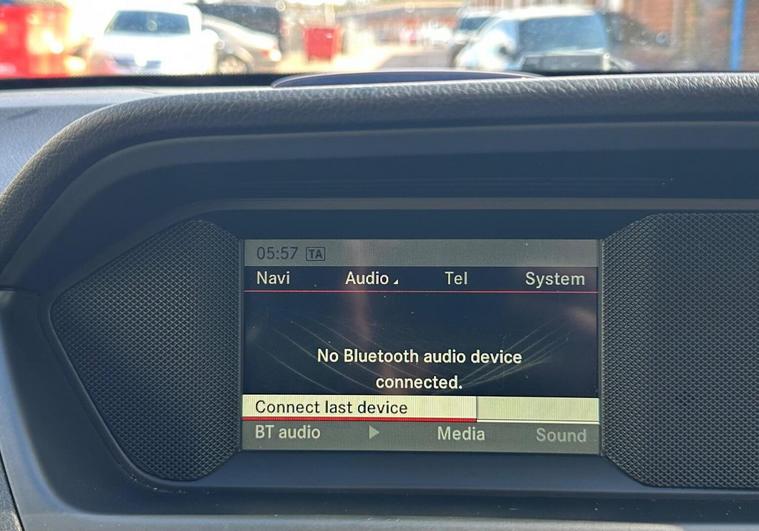 05:57 TA
Navi Audio Tel System
No Bluetooth audio device
connected.
Connect last device
BT audio Media Sound